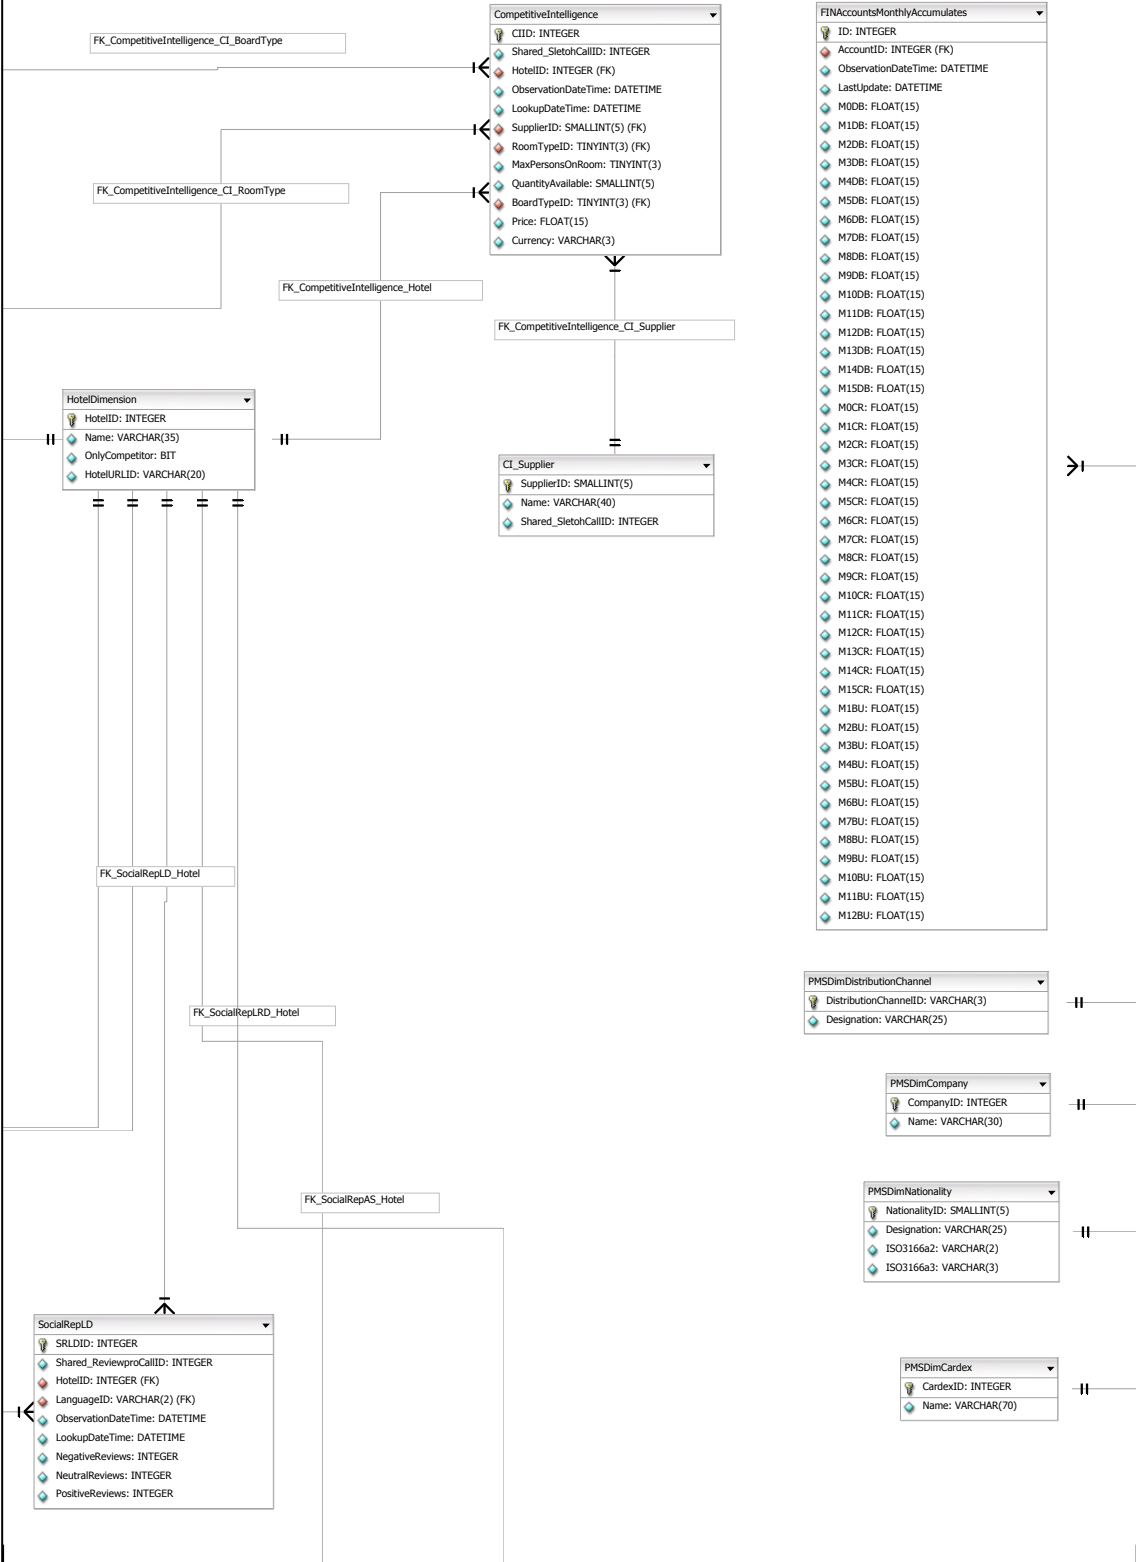 CompetitiveIntelligence
CIID: INTEGER
Shared_SletohCallID: INTEGER
HotelID: INTEGER (FK)
ObservationDateTime: DATETIME
LookupDateTime: DATETIME
SupplierID: SMALLINT(5) (FK)
RoomTypeID: TINYINT(3) (FK)
MaxPersonsOnRoom: TINYINT(3)
QuantityAvailable: SMALLINT(5)
BoardTypeID: TINYINT(3) (FK)
Price: FLOAT(15)
Currency: VARCHAR(3)
FK_CompetitiveIntelligence_CI_BoardType
FK_CompetitiveIntelligence_CI_RoomType
FK_CompetitiveIntelligence_Hotel
FK_CompetitiveIntelligence_CI_Supplier
HotelDimension
HotelID: INTEGER
Name: VARCHAR(35)
OnlyCompetitor: BIT
HotelURLID: VARCHAR(20)
CI_Supplier
SupplierID: SMALLINT(5)
Name: VARCHAR(40)
Shared_SletohCallID: INTEGER
FK_SocialRepLD_Hotel
FK_SocialRepLRD_Hotel
FK_SocialRepAS_Hotel
SocialRepLD
SRLDID: INTEGER
Shared_ReviewproCallID: INTEGER
HotelID: INTEGER (FK)
LanguageID: VARCHAR(2) (FK)
ObservationDateTime: DATETIME
LookupDateTime: DATETIME
NegativeReviews: INTEGER
NeutralReviews: INTEGER
PositiveReviews: INTEGER
FINAccountsMonthlyAccumulates
ID: INTEGER
AccountID: INTEGER (FK)
ObservationDateTime: DATETIME
LastUpdate: DATETIME
M0DB: FLOAT(15)
M1DB: FLOAT(15)
M2DB: FLOAT(15)
M3DB: FLOAT(15)
M4DB: FLOAT(15)
M5DB: FLOAT(15)
M6DB: FLOAT(15)
M7DB: FLOAT(15)
M8DB: FLOAT(15)
M9DB: FLOAT(15)
M10DB: FLOAT(15)
M11DB: FLOAT(15)
M12DB: FLOAT(15)
M13DB: FLOAT(15)
M14DB: FLOAT(15)
M15DB: FLOAT(15)
M0CR: FLOAT(15)
M1CR: FLOAT(15)
M2CR: FLOAT(15)
M3CR: FLOAT(15)
M4CR: FLOAT(15)
M5CR: FLOAT(15)
M6CR: FLOAT(15)
M7CR: FLOAT(15)
M8CR: FLOAT(15)
M9CR: FLOAT(15)
M10CR: FLOAT(15)
M11CR: FLOAT(15)
M12CR: FLOAT(15)
M13CR: FLOAT(15)
M14CR: FLOAT(15)
M15CR: FLOAT(15)
M1BU: FLOAT(15)
M2BU: FLOAT(15)
M3BU: FLOAT(15)
M4BU: FLOAT(15)
M5BU: FLOAT(15)
M6BU: FLOAT(15)
M7BU: FLOAT(15)
M8BU: FLOAT(15)
M9BU: FLOAT(15)
M10BU: FLOAT(15)
M11BU: FLOAT(15)
M12BU: FLOAT(15)
PMSDimDistributionChannel
DistributionChannelID: VARCHAR(3)
Designation: VARCHAR(25)
PMSDimCompany
CompanyID: INTEGER
Name: VARCHAR(30)
PMSDimNationality
NationalityID: SMALLINT(5)
Designation: VARCHAR(25)
ISO3166a2: VARCHAR(2)
ISO3166a3: VARCHAR(3)
PMSDimCardex
CardexID: INTEGER
Name: VARCHAR(70)